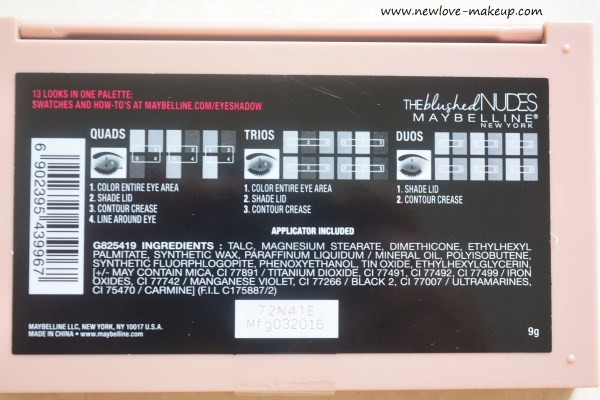 www.newlove-makeup.com
13 LOOKS IN ONE PALETTE:
SWATCHES AND HOW-TO'S AT MAYBELLINE.COM/EYESHADOW
THE blushed NUDES
MAYBELLINE®
NEW YORK
QUADS
1. COLOR ENTIRE EYE AREA
2. SHADE LID
3. CONTOUR CREASE
4. LINE AROUND EYE
TRIOS
1. COLOR ENTIRE EYE AREA
2. SHADE LID
3. CONTOUR CREASE
DUOS
1. SHADE LID
2. CONTOUR CREASE
6 902395 439967
APPLICATOR INCLUDED
G825419 INGREDIENTS : TALC, MAGNESIUM STEARATE, DIMETHICONE, ETHYLHEXYL
PALMITATE, SYNTHETIC WAX, PARAFFINUM LIQUIDUM / MINERAL OIL, POLYISOBUTENE,
SYNTHETIC FLUORPHLOGOPITE, PHENOXYETHANOL, TIN OXIDE, ETHYLHEXYLGLYCERIN,
[+/- MAY CONTAIN MICA, CI 77891 / TITANIUM DIOXIDE, CI 77491, CI 77492, CI 77499 / IRON
OXIDES, CI 77742 / MANGANESE VIOLET, CI 77266 / BLACK 2, CI 77007 / ULTRAMARINES,
CI 75470 / CARMINE] (F.I.L C175887/2)
72N41E
Mfg032016
MAYBELLINE LLC, NEW YORK, NY 10017 U.S.A.
MADE IN CHINA • www.maybelline.com
9g